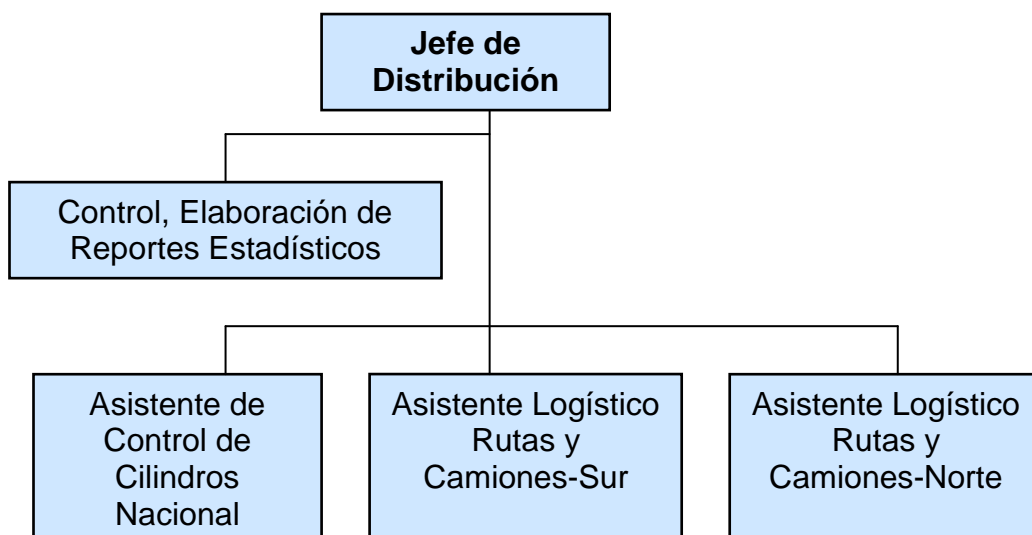 Jefe de
Distribución
Control, Elaboración de
Reportes Estadísticos
Asistente de
Control de
Cilindros
Nacional
Asistente Logístico
Rutas y
Camiones-Sur
Asistente Logístico
Rutas y
Camiones-Norte